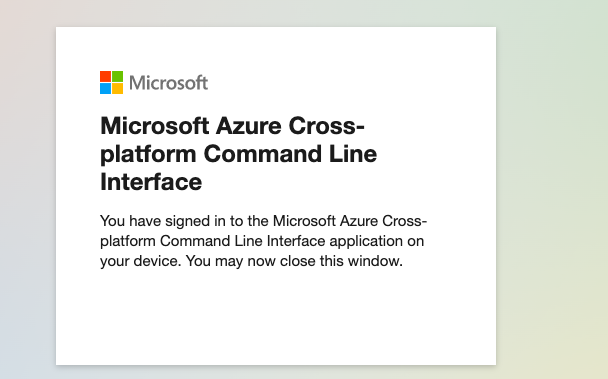 Microsoft
Microsoft Azure Cross-
platform Command Line
Interface
You have signed in to the Microsoft Azure Cross-
platform Command Line Interface application on
your device. You may now close this window.